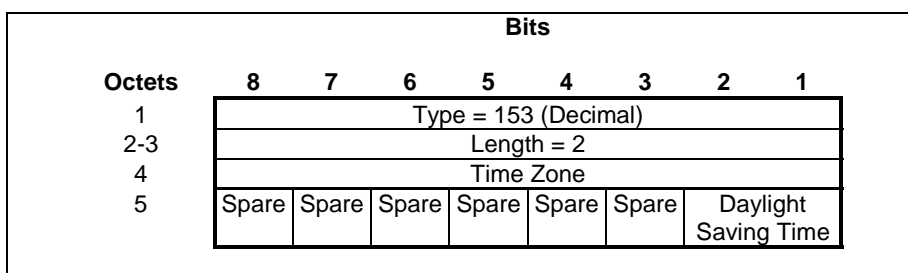 Bits
Octets 8 7 6 5 4 3 2 1
1 Type = 153 (Decimal)
2-3 Length = 2
4 Time Zone
5 Spare Spare Spare Spare Spare Spare Daylight
Saving Time